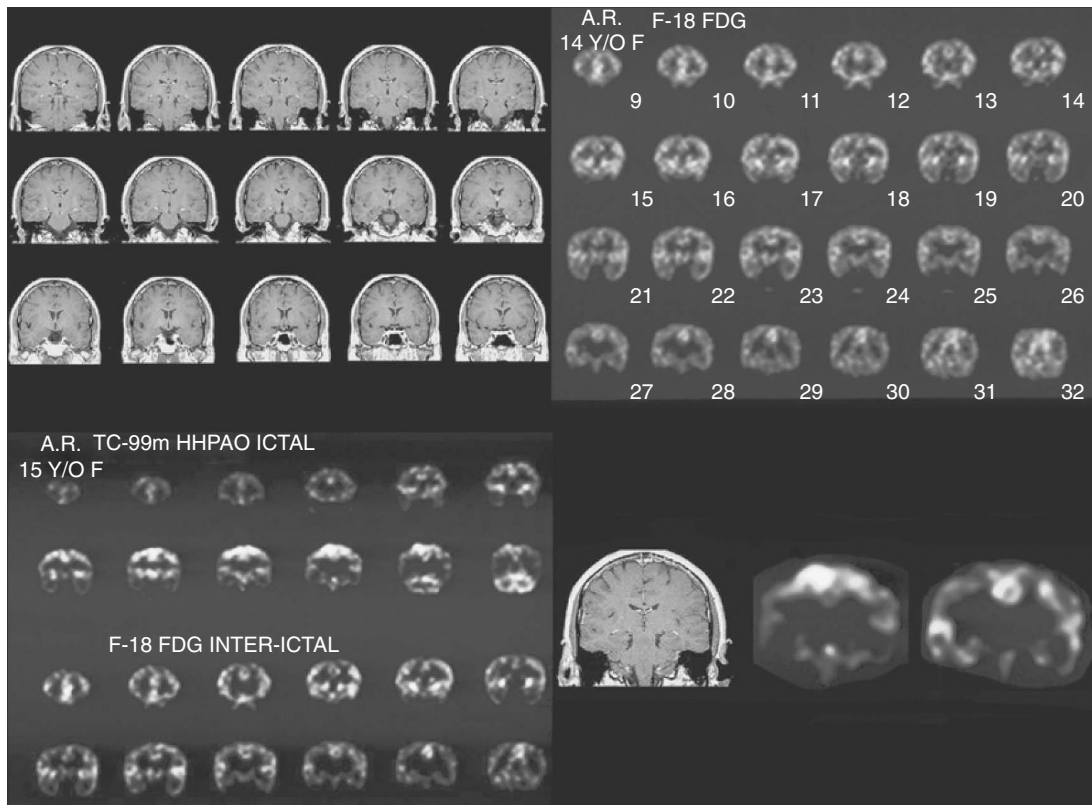 A.R. F-18 FDG
14 Y/O F
9 10 11 12 13 14
15 16 17 18 19 20
21 22 23 24 25 26
27 28 29 30 31 32
A.R. TC-99m HHPAO ICTAL
15 Y/O F
F-18 FDG INTER-ICTAL